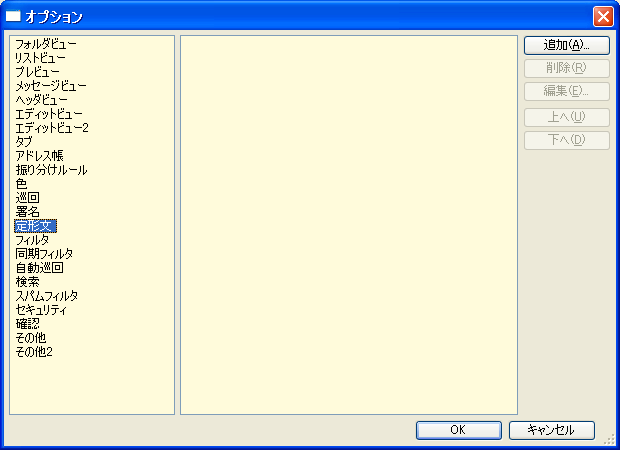 オプション
フォルダビュー
リストビュー
プレビュー
メッセージビュー
ヘッダビュー
エディットビュー
エディットビュー2
タブ
アドレス帳
振り分けルール
色
巡回
署名
定形文
フィルタ
同期フィルタ
自動巡回
検索
スパムフィルタ
セキュリティ
確認
その他
その他2
追加(A)...
削除(R)
編集(E)...
上へ(U)
下へ(D)
OK
キャンセル